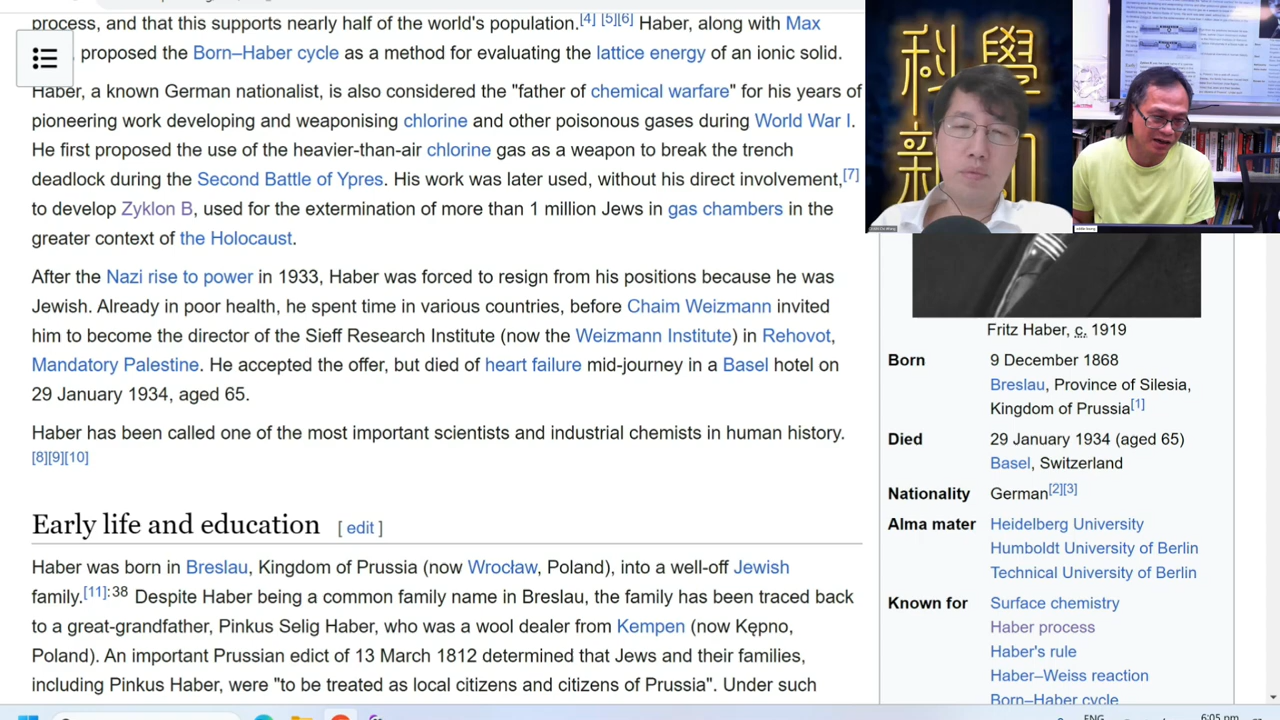 process, and that this supports nearly half of the world's population.[4] [5][6] Haber, along with Max
proposed the Born–Haber cycle as a method for evaluating the lattice energy of an ionic solid.
Haber, a known German nationalist, is also considered the "father of chemical warfare" for his years of
pioneering work developing and weaponising chlorine and other poisonous gases during World War I.
He first proposed the use of the heavier-than-air chlorine gas as a weapon to break the trench
deadlock during the Second Battle of Ypres. His work was later used, without his direct involvement,[7]
to develop Zyklon B, used for the extermination of more than 1 million Jews in gas chambers in the
greater context of the Holocaust.
After the Nazi rise to power in 1933, Haber was forced to resign from his positions because he was
Jewish. Already in poor health, he spent time in various countries, before Chaim Weizmann invited
him to become the director of the Sieff Research Institute (now the Weizmann Institute) in Rehovot,
Mandatory Palestine. He accepted the offer, but died of heart failure mid-journey in a Basel hotel on
29 January 1934, aged 65.
Haber has been called one of the most important scientists and industrial chemists in human history.
[8][9][10]
Early life and education [ edit ]
Haber was born in Breslau, Kingdom of Prussia (now Wrocław, Poland), into a well-off Jewish
family.[11]:38 Despite Haber being a common family name in Breslau, the family has been traced back
to a great-grandfather, Pinkus Selig Haber, who was a wool dealer from Kempen (now Kępno,
Poland). An important Prussian edict of 13 March 1812 determined that Jews and their families,
including Pinkus Haber, were "to be treated as local citizens and citizens of Prussia". Under such
科學
新
Fritz Haber, c. 1919
Born 9 December 1868
Breslau, Province of Silesia,
Kingdom of Prussia[1]
Died 29 January 1934 (aged 65)
Basel, Switzerland
Nationality German[2][3]
Alma mater Heidelberg University
Humboldt University of Berlin
Technical University of Berlin
Known for Surface chemistry
Haber process
Haber's rule
Haber–Weiss reaction
Born–Haber cycle
ENG
6:05 pm